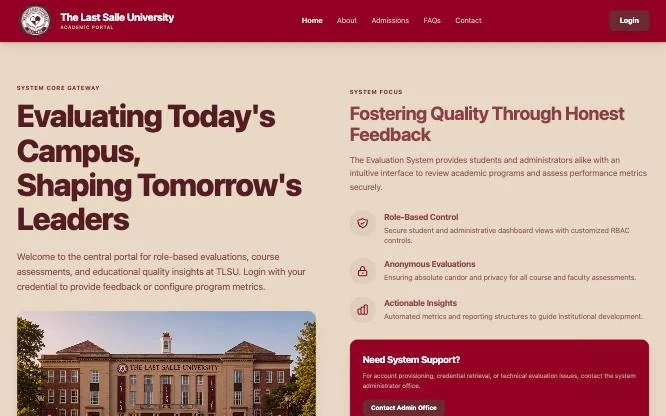 The Last Salle University
ACADEMIC PORTAL
Home
About
Admissions
FAQs
Contact
Login
SYSTEM CORE GATEWAY
Evaluating Today's
Campus,
Shaping Tomorrow's
Leaders
Welcome to the central portal for role-based evaluations, course
assessments, and educational quality insights at TLSU. Login with your
credential to provide feedback or configure program metrics.
THE LAST SALLE UNIVERSITY
SYSTEM FOCUS
Fostering Quality Through Honest
Feedback
The Evaluation System provides students and administrators alike with an
intuitive interface to review academic programs and assess performance metrics
securely.
Role-Based Control
Secure student and administrative dashboard views with customized RBAC
controls.
Anonymous Evaluations
Ensuring absolute candor and privacy for all course and faculty assessments.
Actionable Insights
Automated metrics and reporting structures to guide institutional development.
Need System Support?
For account provisioning, credential retrieval, or technical evaluation issues, contact the system
administrator office.
Contact Admin Office